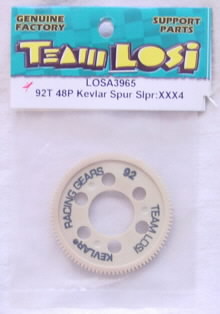 GENUINE FACTORY
SUPPORT PARTS
TEAM LOSI
LOSA3965
92T 48P Kevlar Spur Slpr:XXX4
RACING GEARS
92
TEAM LOSI
KEVLAR®